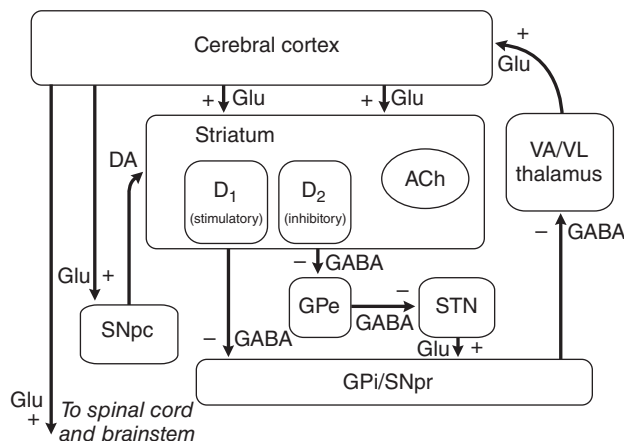 Cerebral cortex
+
Glu
+ Glu
+ Glu
Striatum
DA
D1
(stimulatory)
D2
(inhibitory)
ACh
VA/VL
thalamus
− GABA
− GABA
Glu +
SNpc
GPe
−
GABA
STN
− GABA
Glu +
GPi/SNpr
Glu
+
To spinal cord
and brainstem